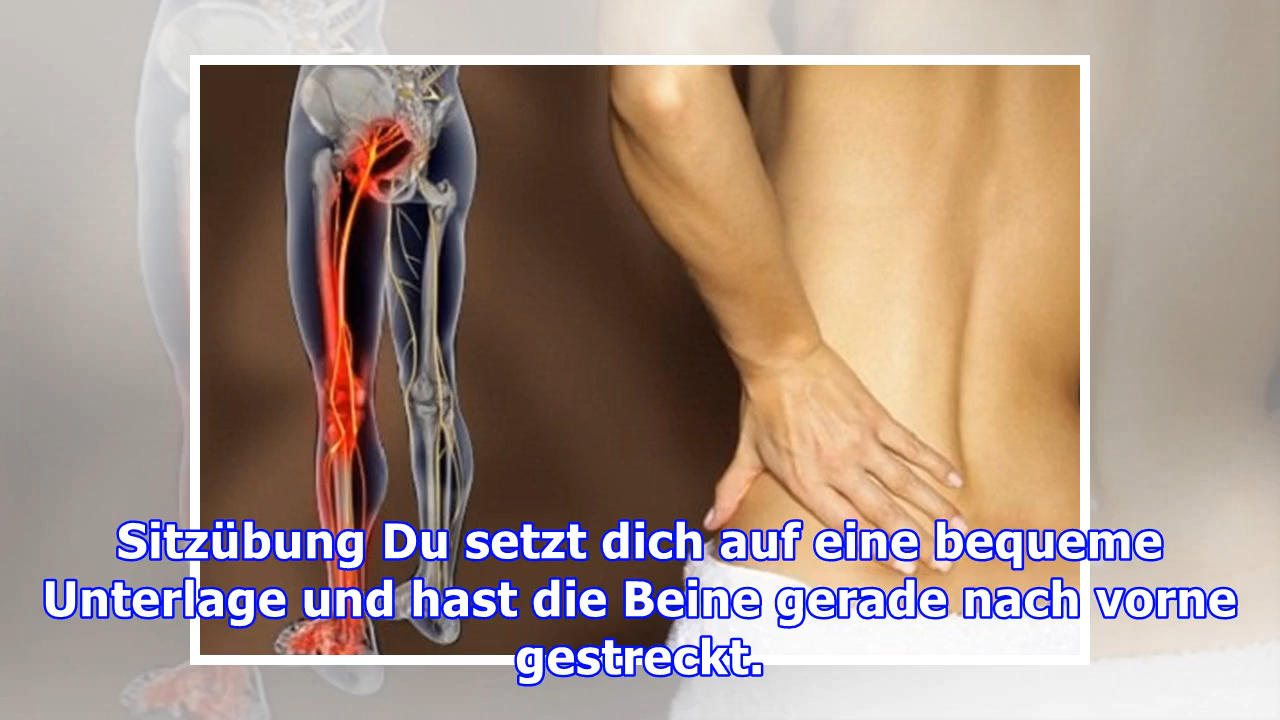 Sitzübung Du setzt dich auf eine bequeme
Unterlage und hast die Beine gerade nach vorne
gestreckt.